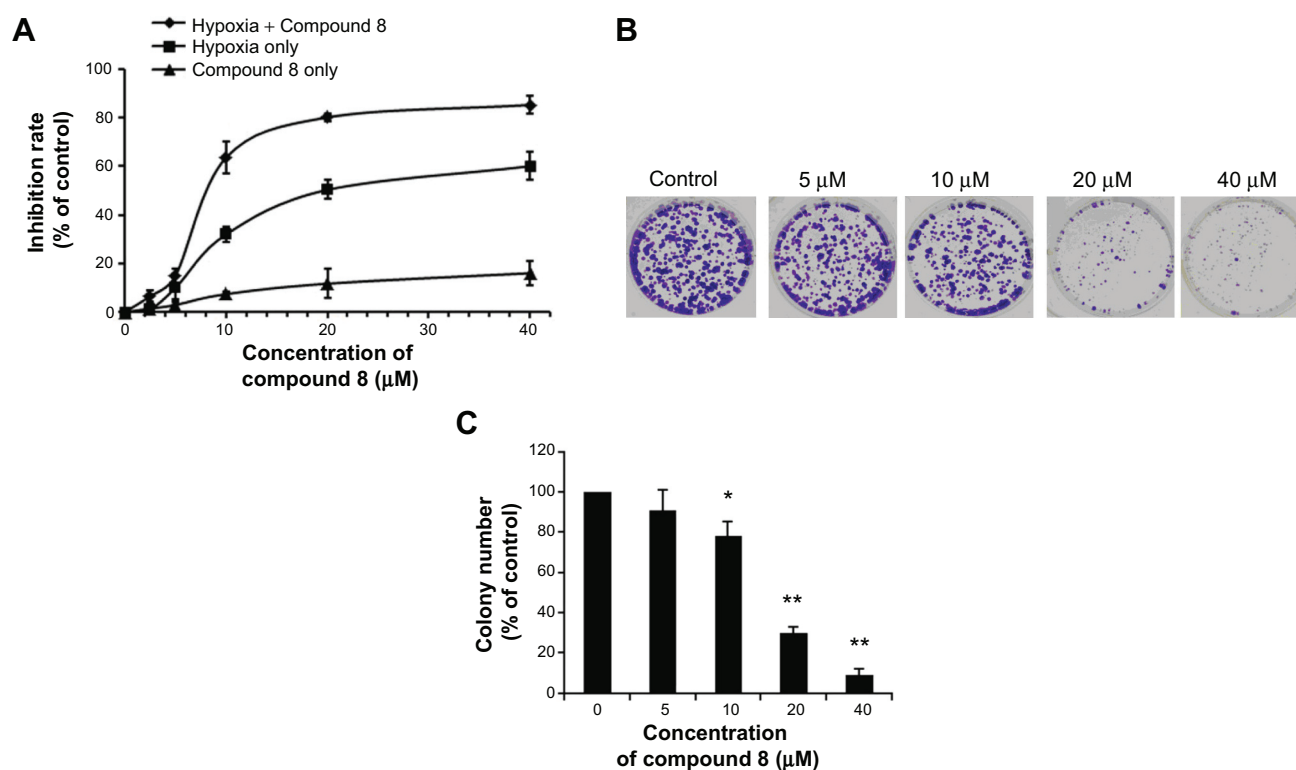 A
Hypoxia + Compound 8
Hypoxia only
Compound 8 only
Inhibition rate
(% of control)
100
80
60
40
20
0
0
10
20
30
40
Concentration of
compound 8 (µM)
B
Control
5 µM
10 µM
20 µM
40 µM
C
Colony number
(% of control)
120
100
80
60
40
20
0
*
**
**
0
5
10
20
40
Concentration
of compound 8 (µM)